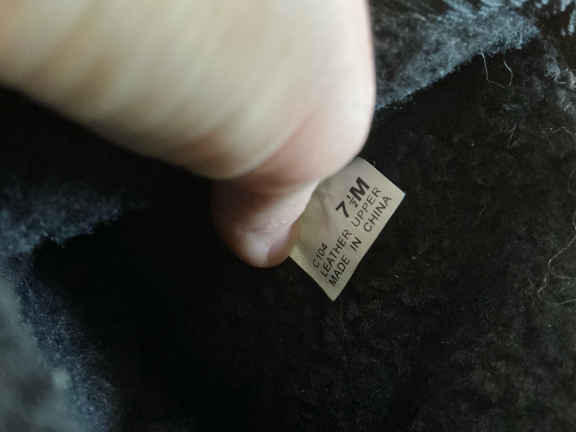 7½M
C104
LEATHER UPPER
MADE IN CHINA